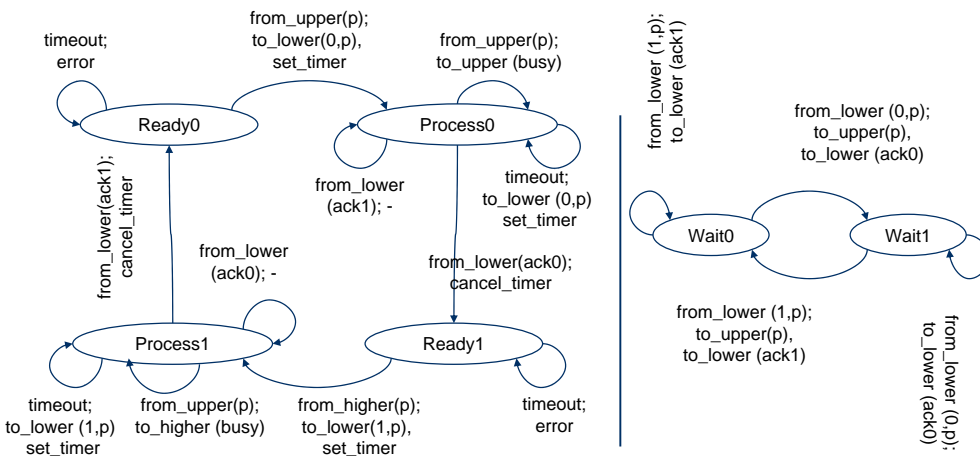 timeout;
error
from_upper(p);
to_lower(0,p),
set_timer
from_upper(p);
to_upper (busy)
Ready0
Process0
from_lower
(ack1); -
timeout;
to_lower (0,p)
set_timer
from_lower(ack1);
cancel_timer
from_lower
(ack0); -
from_lower(ack0);
cancel_timer
Process1
Ready1
timeout;
to_lower (1,p)
set_timer
from_upper(p);
to_higher (busy)
from_higher(p);
to_lower(1,p),
set_timer
timeout;
error
from_lower (1,p);
to_lower (ack1)
from_lower (0,p);
to_upper(p),
to_lower (ack0)
Wait0
Wait1
from_lower (1,p);
to_upper(p),
to_lower (ack1)
from_lower (0,p);
to_lower (ack0)